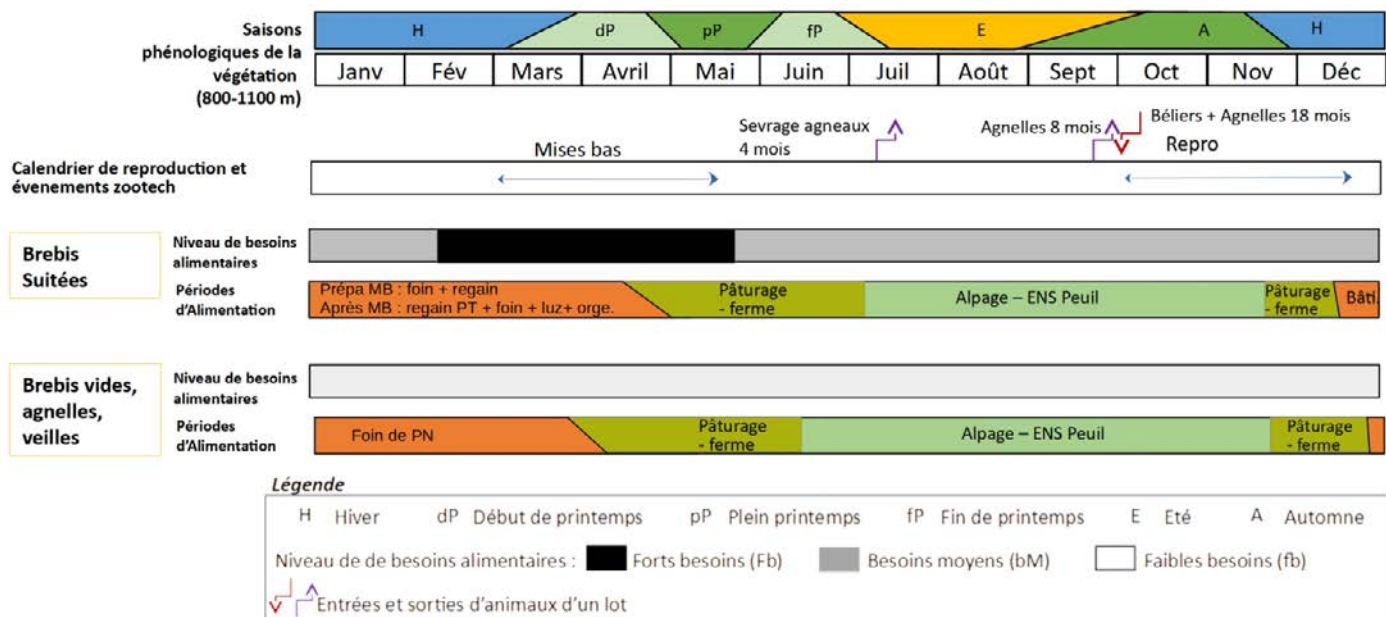 Saisons
phénologiques de la
végétation
(800-1100 m)
H dP pP fP E A H
Janv Fév Mars Avril Mai Juin Juil Août Sept Oct Nov Déc
Sevrage agneaux
4 mois
Agnelles 8 mois
Béliers + Agnelles 18 mois
Repro
Mises bas
Calendrier de reproduction et
évenements zootech
Brebis
Suitées
Niveau de besoins
alimentaires
Périodes
d'Alimentation
Prépa MB : foin + regain
Après MB : regain PT + foin + luz+ orge.
Pâturage
- ferme
Alpage – ENS Peuil
Pâturage
- ferme
Bâti.
Brebis vides,
agnelles,
veilles
Niveau de besoins
alimentaires
Périodes
d'Alimentation
Foin de PN
Pâturage
- ferme
Alpage – ENS Peuil
Pâturage
- ferme
Légende
H Hiver dP Début de printemps pP Plein printemps fP Fin de printemps E Eté A Automne
Niveau de de besoins alimentaires : Forts besoins (Fb) Besoins moyens (bM) Faibles besoins (fb)
Entrées et sorties d'animaux d'un lot